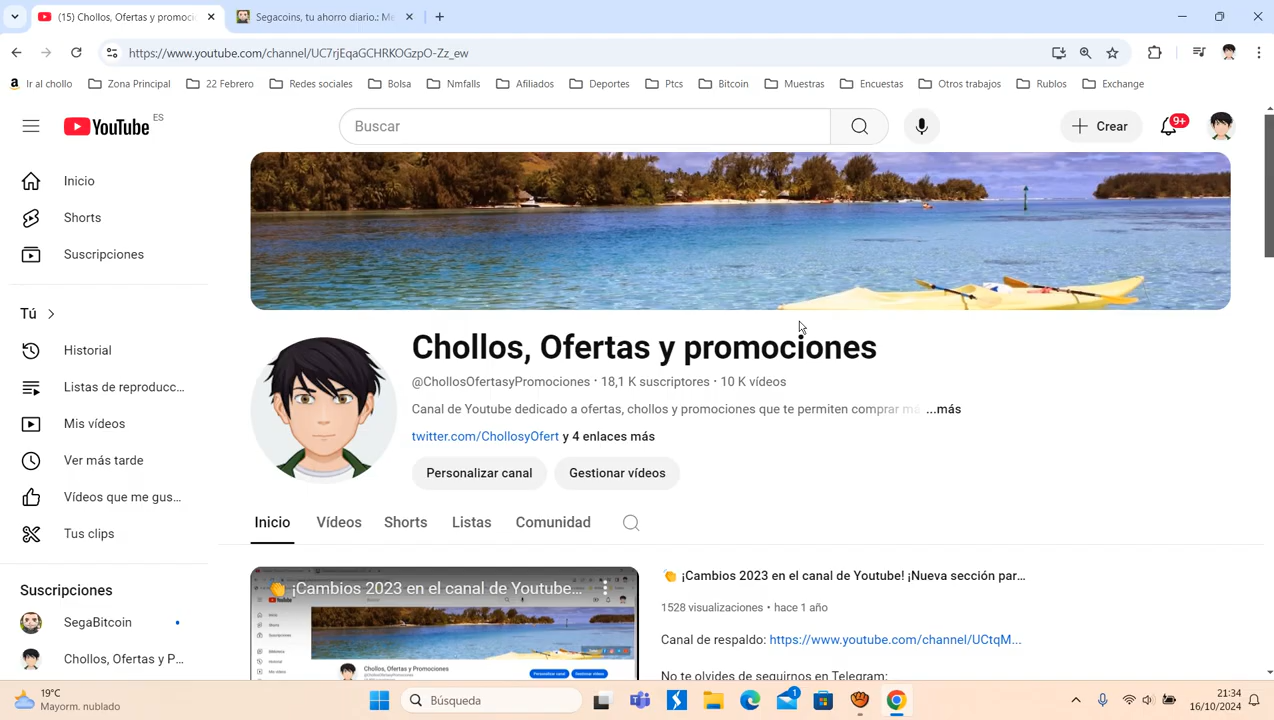 (15) Chollos, Ofertas y promoci
Segacoins, tu ahorro diario.: Me
https://www.youtube.com/channel/UC7rjEqaGCHRKOGzpO-Zz_ew
Ir al chollo
Zona Principal
22 Febrero
Redes sociales
Bolsa
Nmfalls
Afiliados
Deportes
Ptcs
Bitcoin
Muestras
Encuestas
Otros trabajos
Rublos
Exchange
YouTube ES
Buscar
Crear
9+
Inicio
Shorts
Suscripciones
Tú
Historial
Listas de reproducc...
Mis vídeos
Ver más tarde
Vídeos que me gus...
Tus clips
Suscripciones
SegaBitcoin
Chollos, Ofertas y P...
Chollos, Ofertas y promociones
@ChollosOfertasyPromociones · 18,1 K suscriptores · 10 K vídeos
Canal de Youtube dedicado a ofertas, chollos y promociones que te permiten comprar má ...más
twitter.com/ChollosyOfert y 4 enlaces más
Personalizar canal
Gestionar vídeos
Inicio
Vídeos
Shorts
Listas
Comunidad
¡Cambios 2023 en el canal de Youtube...
Chollos, Ofertas y Promociones
¡Cambios 2023 en el canal de Youtube! ¡Nueva sección par...
1528 visualizaciones · hace 1 año
Canal de respaldo: https://www.youtube.com/channel/UCtqM...
No te olvides de seguirnos en Telegram:
19°C
Mayorm. nublado
Búsqueda
1
21:34
16/10/2024